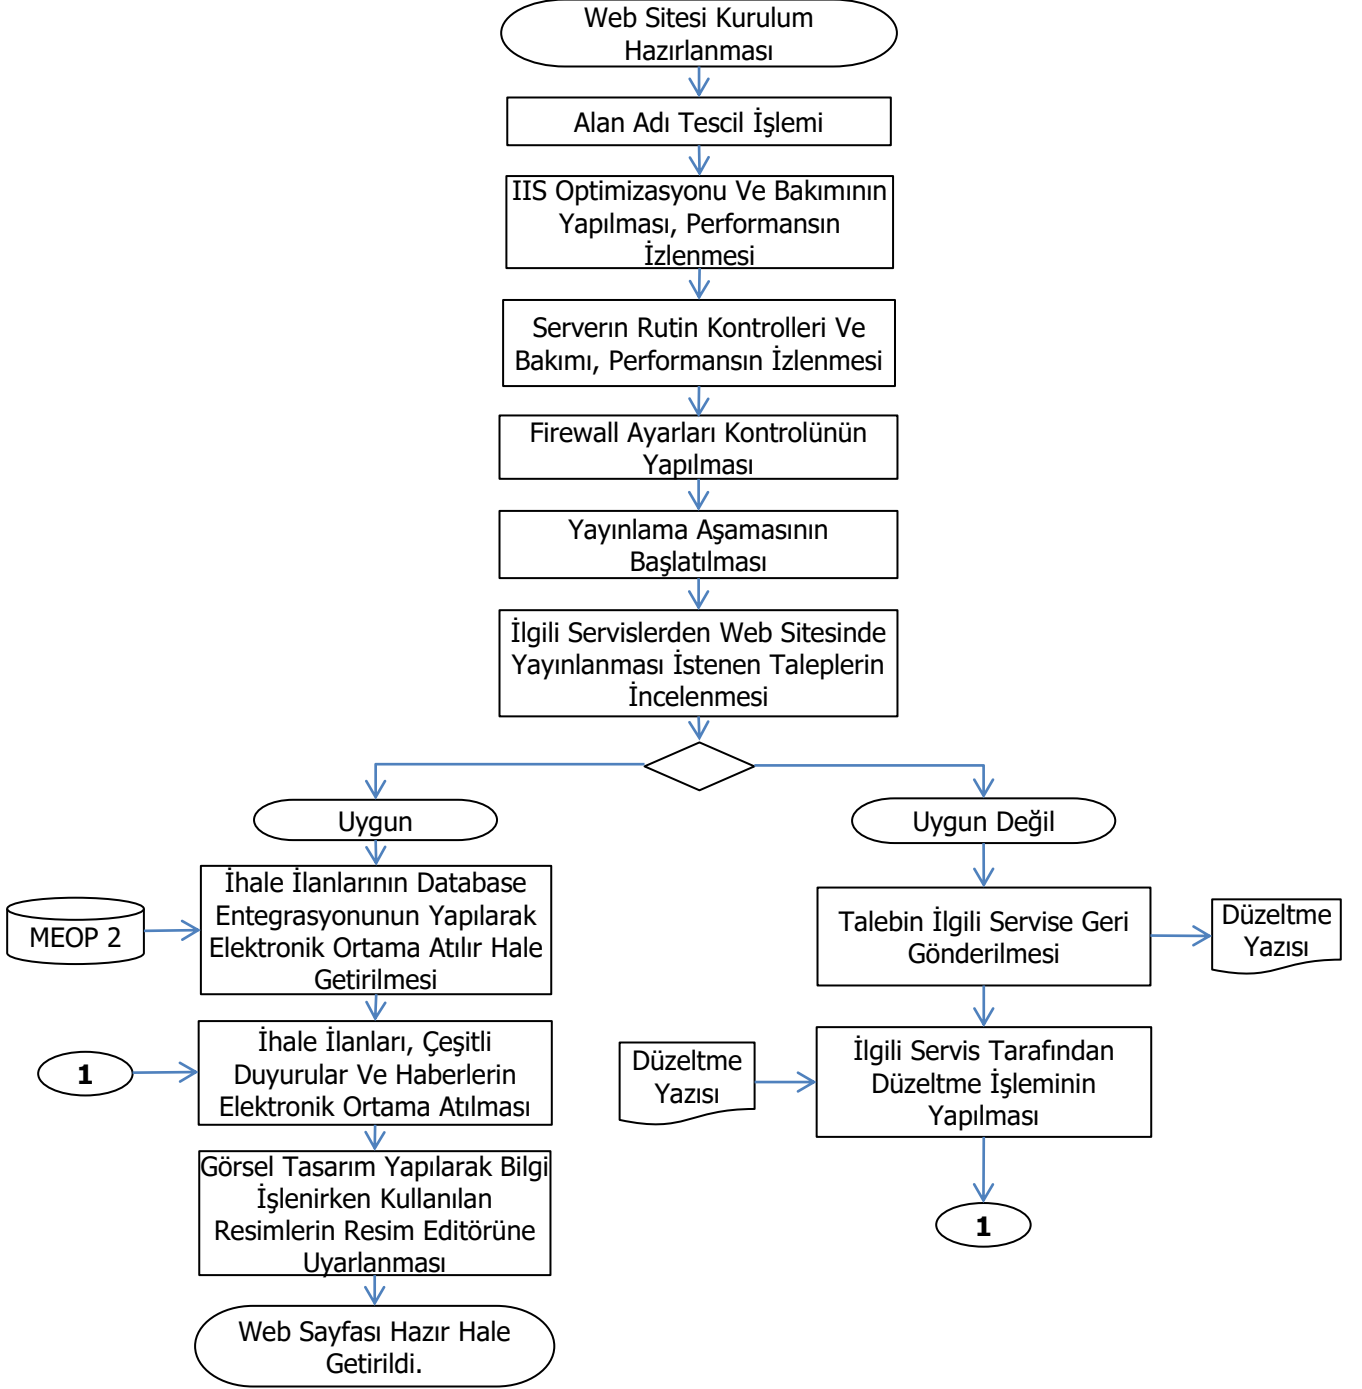 Web Sitesi Kurulum
Hazırlanması
Alan Adı Tescil İşlemi
IIS Optimizasyonu Ve Bakımının
Yapılması, Performansın
İzlenmesi
Serverın Rutin Kontrolleri Ve
Bakımı, Performansın İzlenmesi
Firewall Ayarları Kontrolünün
Yapılması
Yayınlama Aşamasının
Başlatılması
İlgili Servislerden Web Sitesinde
Yayınlanması İstenen Taleplerin
İncelenmesi
Uygun
İhale İlanlarının Database
Entegrasyonunun Yapılarak
Elektronik Ortama Atılır Hale
Getirilmesi
MEOP 2
İhale İlanları, Çeşitli
Duyurular Ve Haberlerin
Elektronik Ortama Atılması
1
Görsel Tasarım Yapılarak Bilgi
İşlenirken Kullanılan
Resimlerin Resim Editörüne
Uyarlanması
Web Sayfası Hazır Hale
Getirildi.
Uygun Değil
Talebin İlgili Servise Geri
Gönderilmesi
Düzeltme
Yazısı
Düzeltme
Yazısı
İlgili Servis Tarafından
Düzeltme İşleminin
Yapılması
1